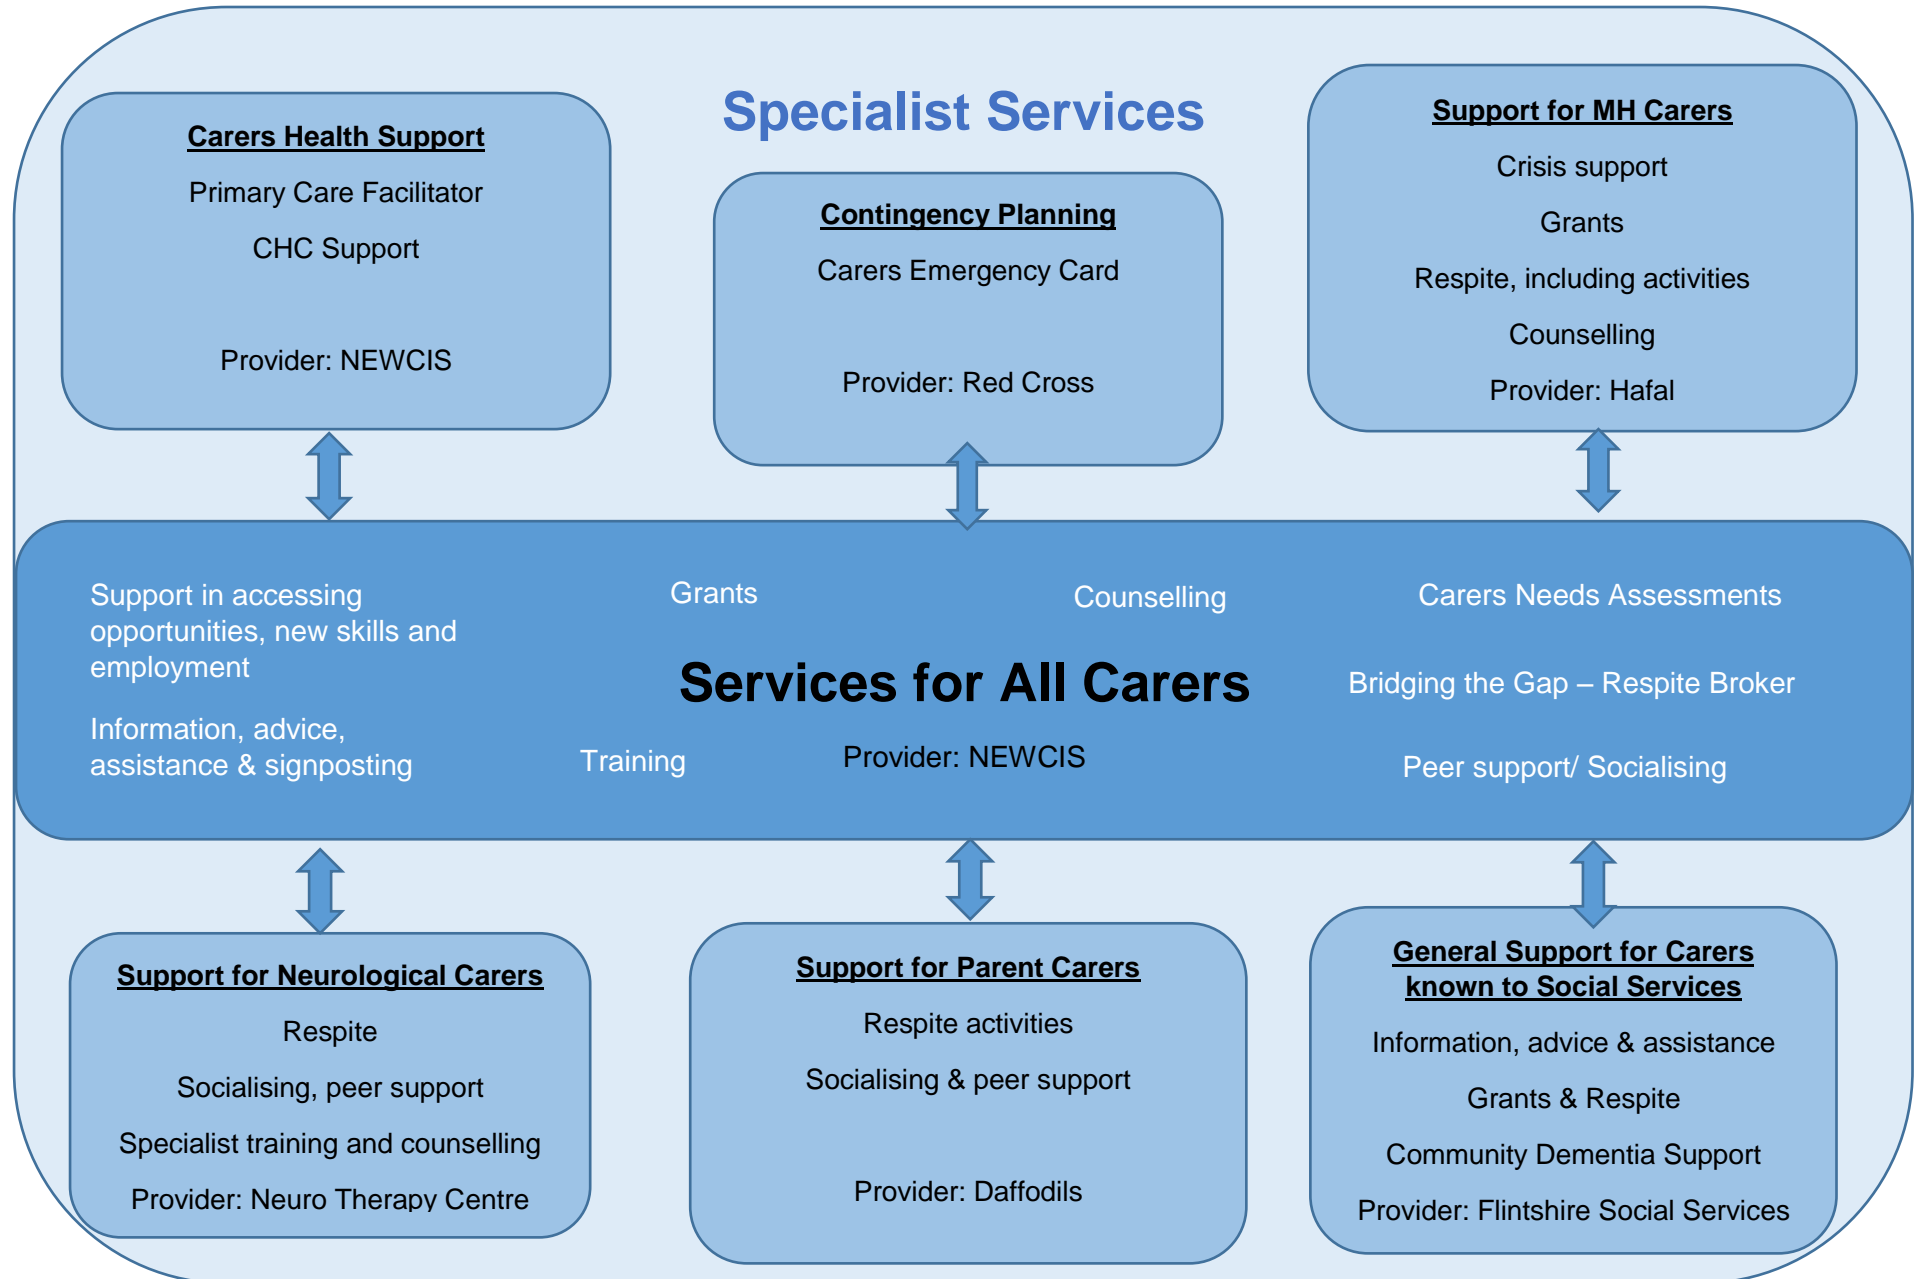 Specialist Services
Carers Health Support
Primary Care Facilitator
CHC Support
Provider: NEWCIS
Contingency Planning
Carers Emergency Card
Provider: Red Cross
Support for MH Carers
Crisis support
Grants
Respite, including activities
Counselling
Provider: Hafal
Support in accessing
opportunities, new skills and
employment
Information, advice,
assistance & signposting
Grants
Training
Counselling
Services for All Carers
Provider: NEWCIS
Carers Needs Assessments
Bridging the Gap – Respite Broker
Peer support/ Socialising
Support for Neurological Carers
Respite
Socialising, peer support
Specialist training and counselling
Provider: Neuro Therapy Centre
Support for Parent Carers
Respite activities
Socialising & peer support
Provider: Daffodils
General Support for Carers
known to Social Services
Information, advice & assistance
Grants & Respite
Community Dementia Support
Provider: Flintshire Social Services